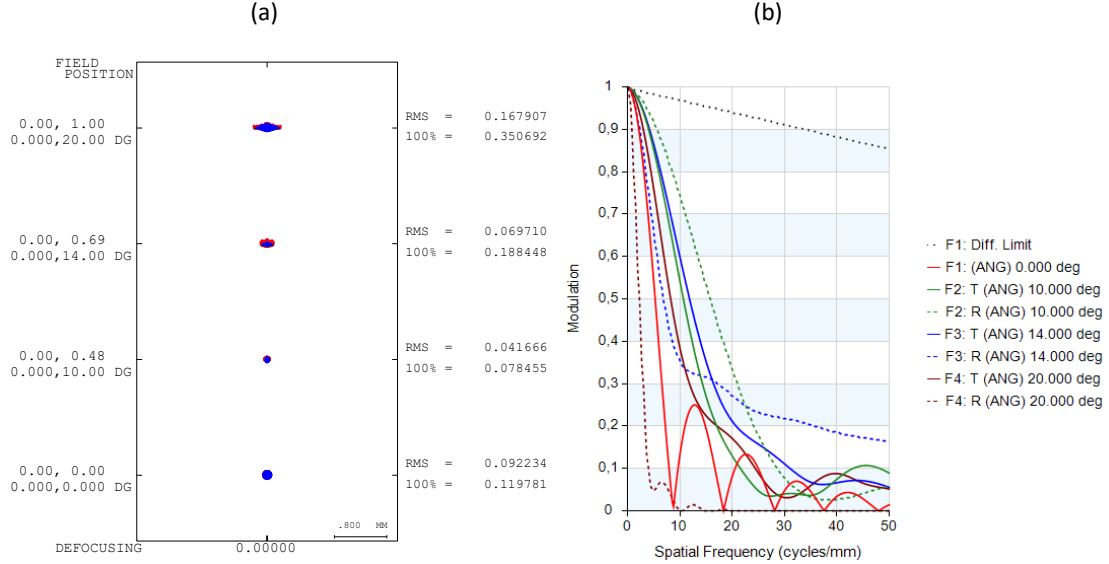 (a)
FIELD
POSITION
0.00, 1.00
0.000,20.00 DG
RMS = 0.167907
100% = 0.350692
0.00, 0.69
0.000,14.00 DG
RMS = 0.069710
100% = 0.188448
0.00, 0.48
0.000,10.00 DG
RMS = 0.041666
100% = 0.078455
0.00, 0.00
0.000,0.000 DG
RMS = 0.092234
100% = 0.119781
.800 MM
DEFOCUSING 0.00000
(b)
Modulation
1
0,9
0,8
0,7
0,6
0,5
0,4
0,3
0,2
0,1
0
0 10 20 30 40 50
Spatial Frequency (cycles/mm)
F1: Diff. Limit
F1: (ANG) 0.000 deg
F2: T (ANG) 10.000 deg
F2: R (ANG) 10.000 deg
F3: T (ANG) 14.000 deg
F3: R (ANG) 14.000 deg
F4: T (ANG) 20.000 deg
F4: R (ANG) 20.000 deg